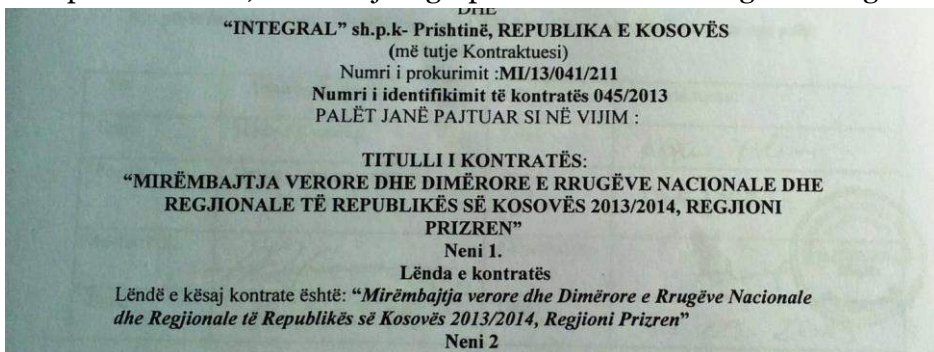 DHE
“INTEGRAL” sh.p.k- Prishtinë, REPUBLIKA E KOSOVËS
(më tutje Kontraktuesi)
Numri i prokurimit :MI/13/041/211
Numri i identifikimit të kontratës 045/2013
PALËT JANË PAJTUAR SI NË VIJIM :
TITULLI I KONTRATËS:
“MIRËMBAJTJA VERORE DHE DIMËRORE E RRUGËVE NACIONALE DHE
REGJIONALE TË REPUBLIKËS SË KOSOVËS 2013/2014, REGJIONI
PRIZREN”
Neni 1.
Lënda e kontratës
Lëndë e kësaj kontrate është: “Mirëmbajtja verore dhe Dimërore e Rrugëve Nacionale
dhe Regjionale të Republikës së Kosovës 2013/2014, Regjioni Prizren”
Neni 2